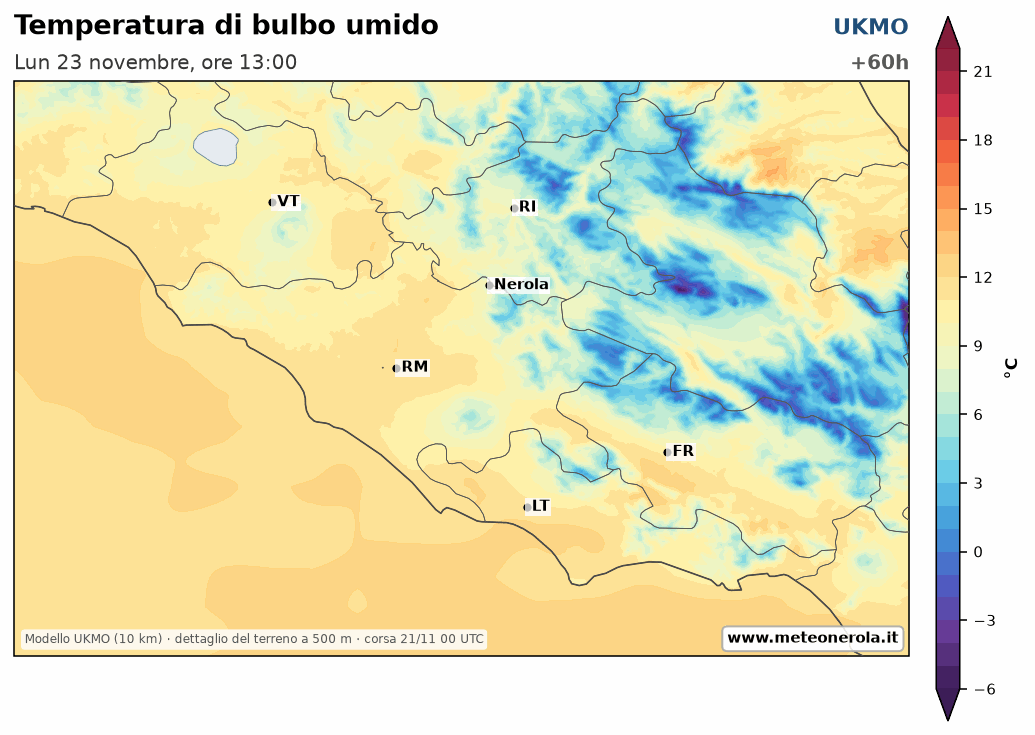 Temperatura di bulbo umido
UKMO
Lun 23 novembre, ore 13:00
+60h
VT
RI
Nerola
RM
FR
LT
Modello UKMO (10 km) · dettaglio del terreno a 500 m · corsa 21/11 00 UTC
www.meteonerola.it
21
18
15
12
9
6
3
0
−3
−6
°C